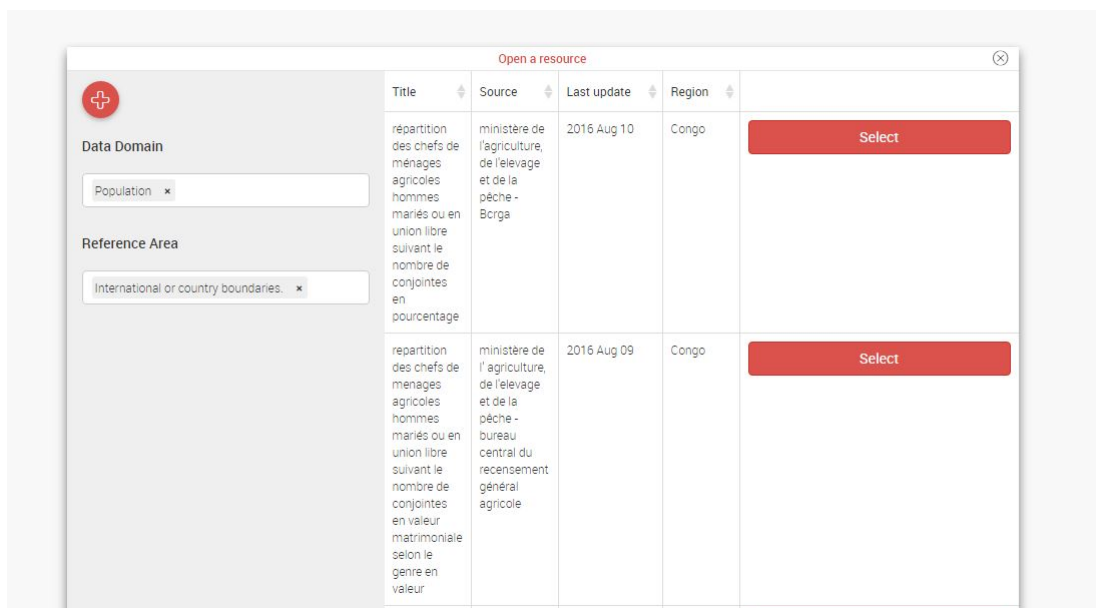 Open a resource
Data Domain
Population ×
Reference Area
International or country boundaries. ×
Title
Source
Last update
Region
répartition
des chefs de
ménages
agricoles
hommes
mariés ou en
union libre
suivant le
nombre de
conjointes
en
pourcentage
ministère de
l'agriculture,
de l'elevage
et de la
pêche -
Bcrga
2016 Aug 10
Congo
Select
repartition
des chefs de
menages
agricoles
hommes
mariés ou en
union libre
suivant le
nombre de
conjointes
en valeur
matrimoniale
selon le
genre en
valeur
ministère de
l' agriculture,
de l'elevage
et de la
pêche -
bureau
central du
recensement
général
agricole
2016 Aug 09
Congo
Select